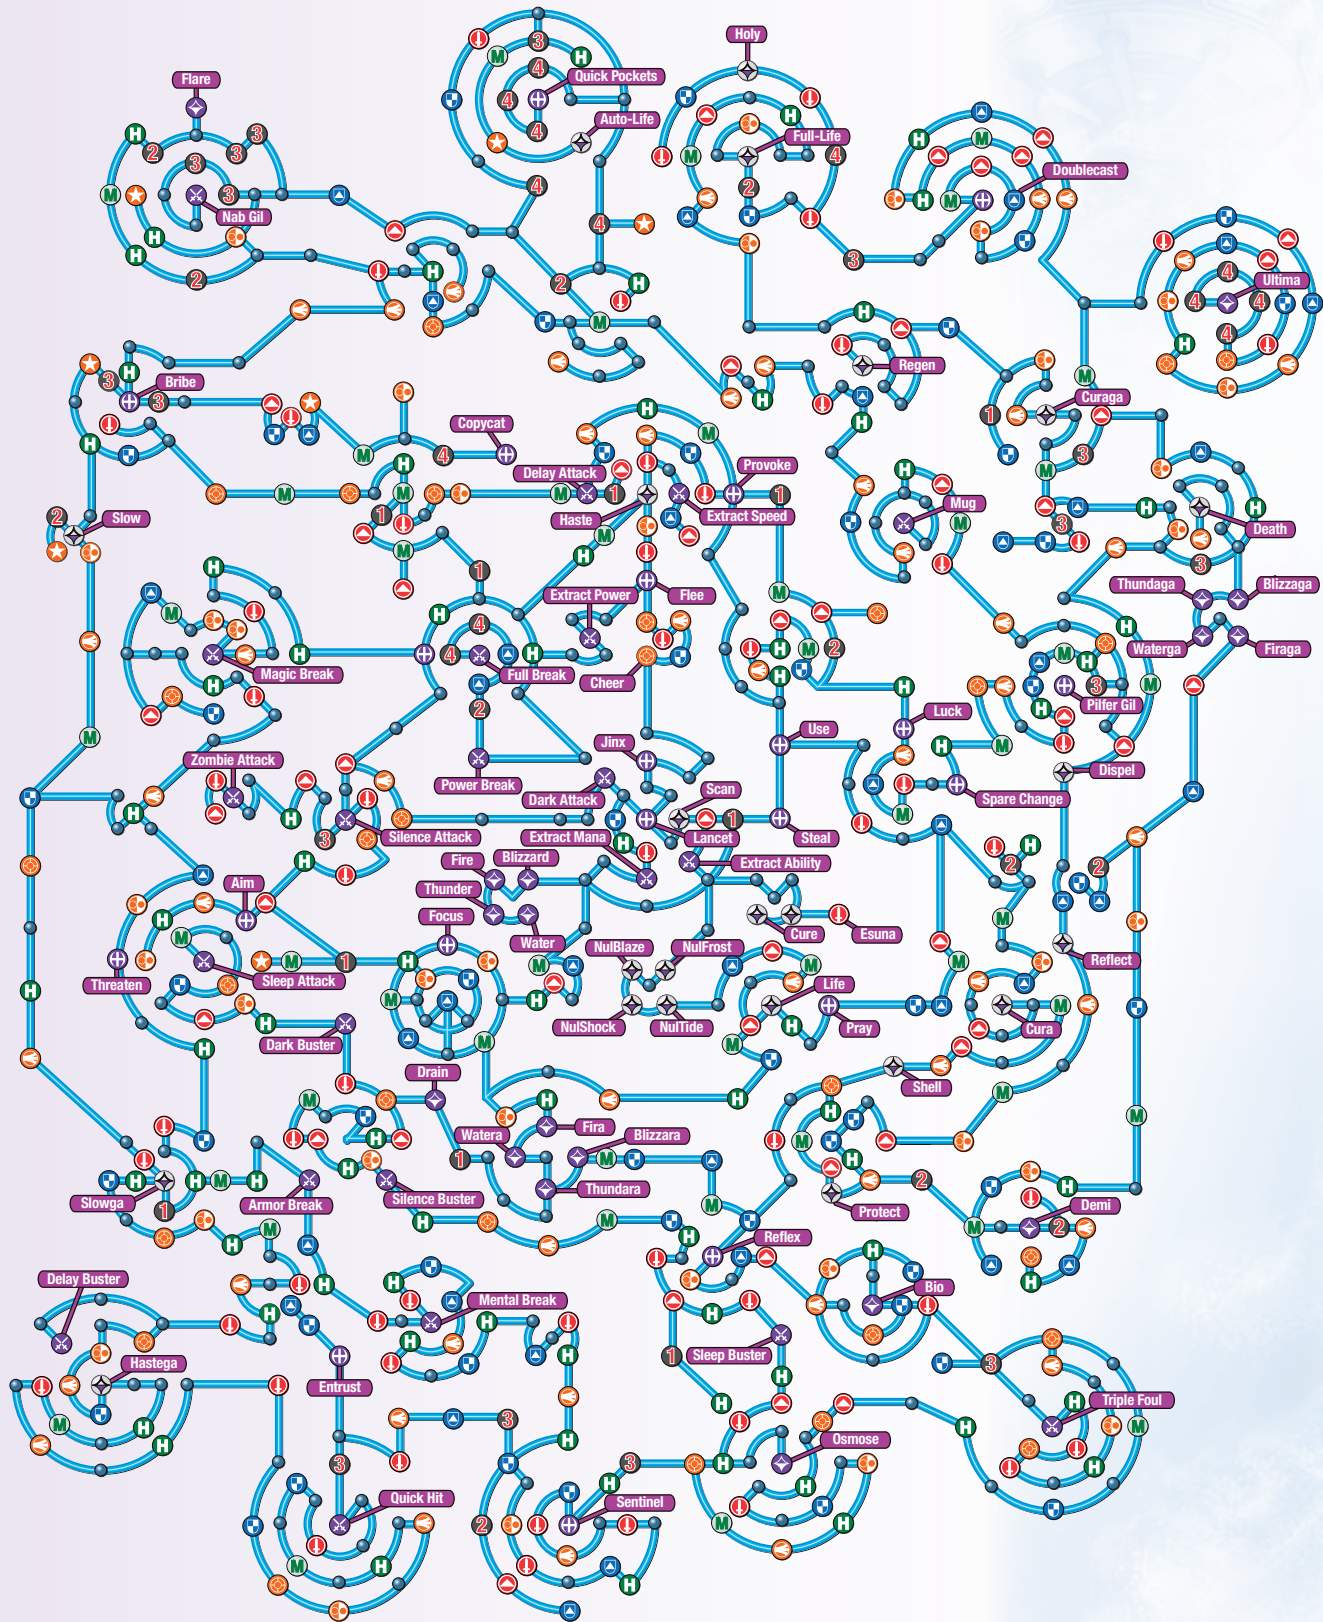 Holy
Flare
Quick Pockets
Auto-Life
Full-Life
Doublecast
Nab Gil
Ultima
Regen
Bribe
Curaga
Copycat
Delay Attack
Provoke
Haste
Extract Speed
Mug
Slow
Death
Extract Power
Flee
Thundaga
Blizzaga
Waterga
Firaga
Magic Break
Full Break
Cheer
Pilfer Gil
Luck
Use
Jinx
Zombie Attack
Power Break
Dispel
Scan
Dark Attack
Spare Change
Silence Attack
Extract Mana
Lancet
Steal
Fire
Blizzard
Extract Ability
Aim
Thunder
Focus
Water
Cure
Esuna
NulBlaze
NulFrost
Reflect
Threaten
Sleep Attack
Life
NulShock
NulTide
Pray
Cura
Dark Buster
Drain
Shell
Watera
Fira
Blizzara
Slowga
Armor Break
Silence Buster
Thundara
Protect
Demi
Reflex
Delay Buster
Bio
Mental Break
Sleep Buster
Hastega
Entrust
Triple Foul
Osmose
Quick Hit
Sentinel